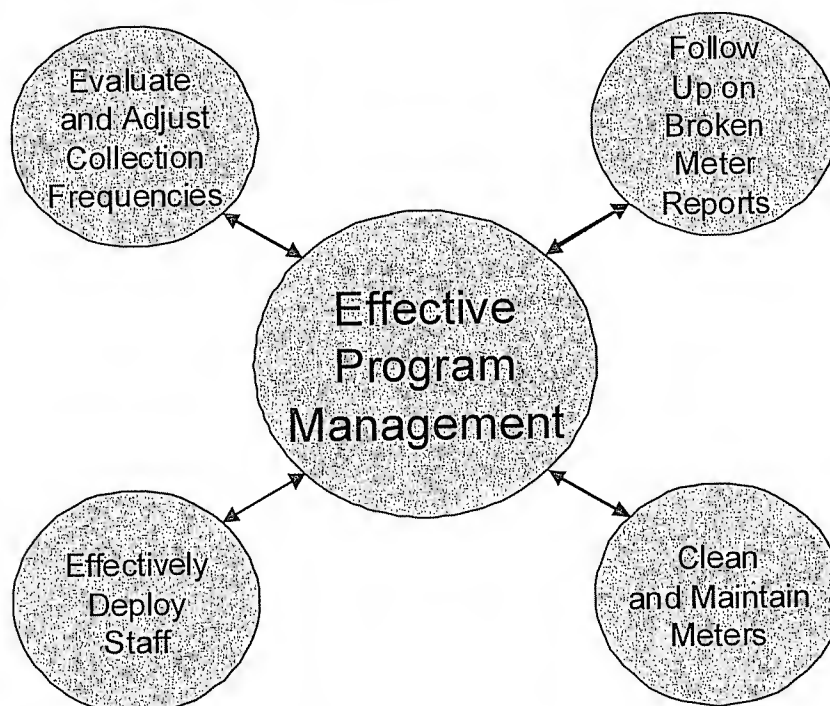 Evaluate
and Adjust
Collection
Frequencies
Follow
Up on
Broken
Meter
Reports
Effective
Program
Management
Effectively
Deploy
Staff
Clean
and Maintain
Meters